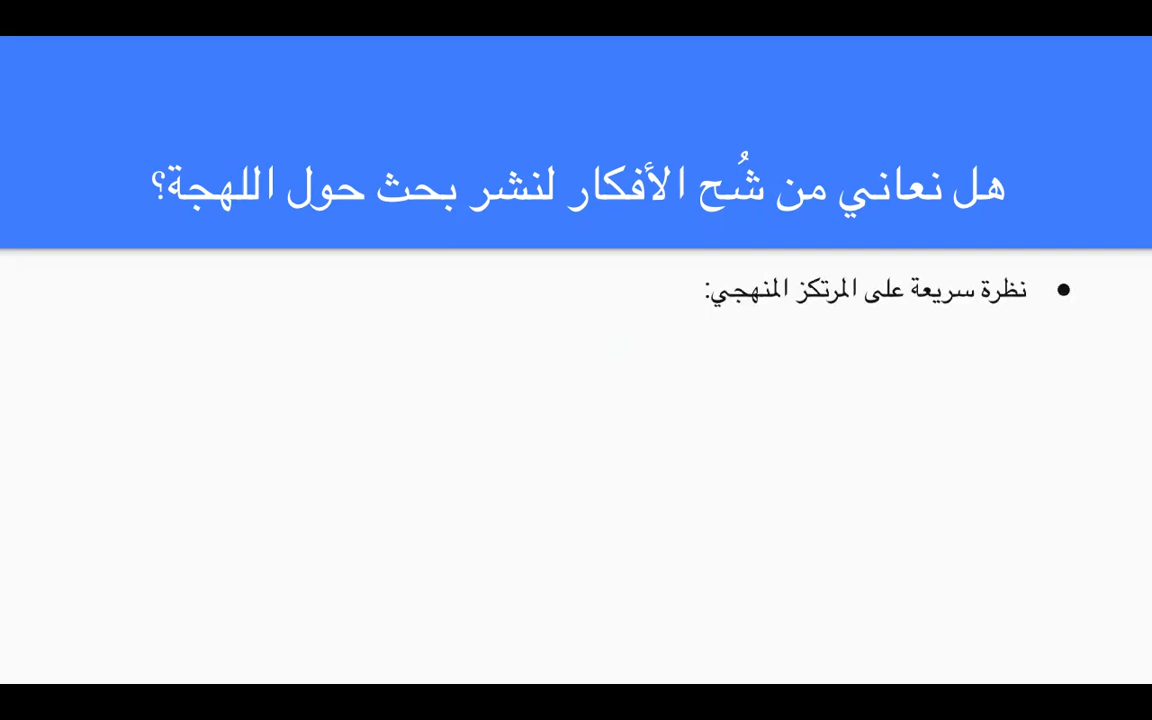 هل نعاني من شُح الأفكار لنشر بحث حول اللهجة؟
● نظرة سريعة على المرتكز المنهجي: